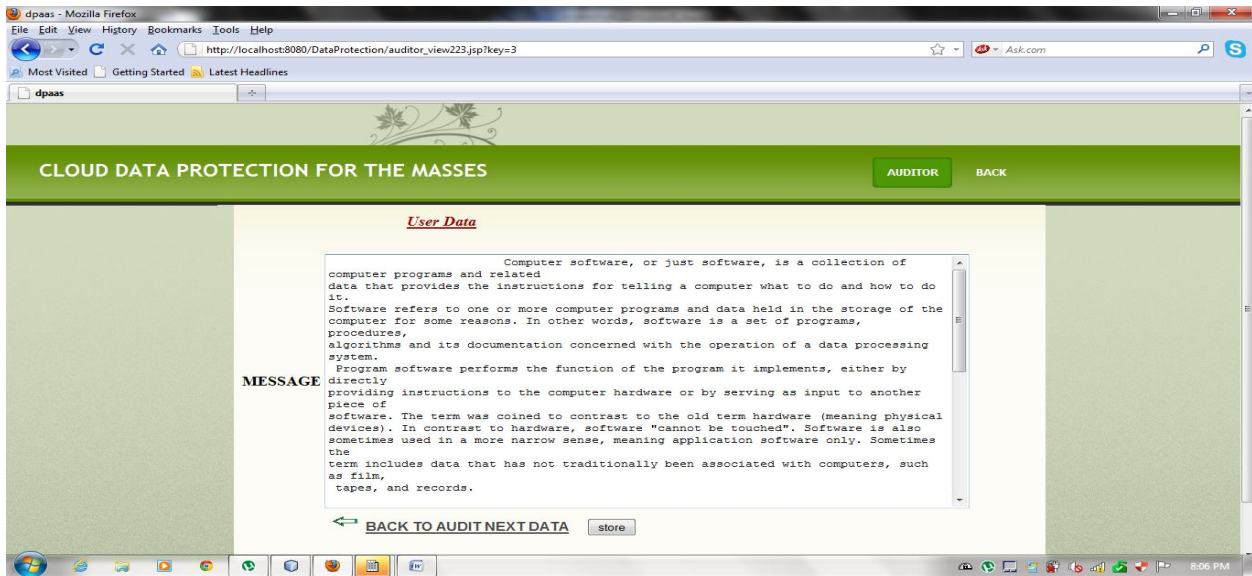 dpaas - Mozilla Firefox
File Edit View History Bookmarks Tools Help
http://localhost:8080/DataProtection/auditor_view223.jsp?key=3
Ask.com
Most Visited Getting Started Latest Headlines
dpaas
CLOUD DATA PROTECTION FOR THE MASSES
AUDITOR BACK
User Data
MESSAGE
Computer software, or just software, is a collection of
computer programs and related
data that provides the instructions for telling a computer what to do and how to do
it.
Software refers to one or more computer programs and data held in the storage of the
computer for some reasons. In other words, software is a set of programs,
procedures,
algorithms and its documentation concerned with the operation of a data processing
system.
Program software performs the function of the program it implements, either by
directly
providing instructions to the computer hardware or by serving as input to another
piece of
software. The term was coined to contrast to the old term hardware (meaning physical
devices). In contrast to hardware, software "cannot be touched". Software is also
sometimes used in a more narrow sense, meaning application software only. Sometimes
the
term includes data that has not traditionally been associated with computers, such
as film,
tapes, and records.
BACK TO AUDIT NEXT DATA store
8:06 PM